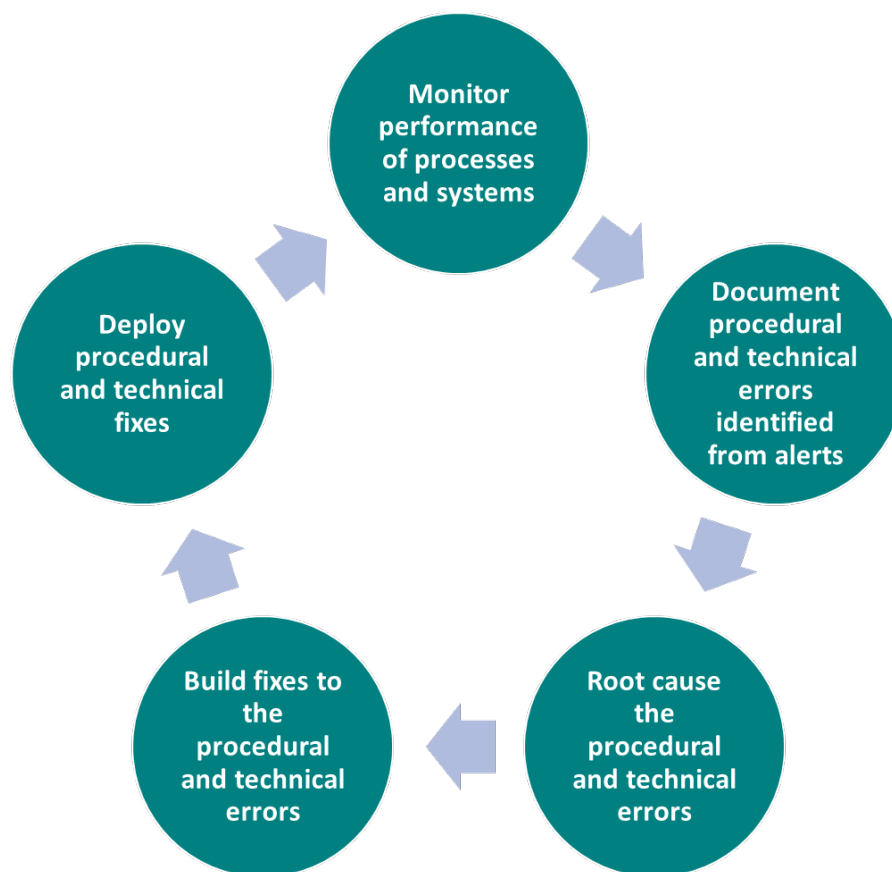 Monitor
performance
of processes
and systems
Document
procedural
and technical
errors
identified
from alerts
Root cause
the
procedural
and technical
errors
Build fixes to
the
procedural
and technical
errors
Deploy
procedural
and technical
fixes